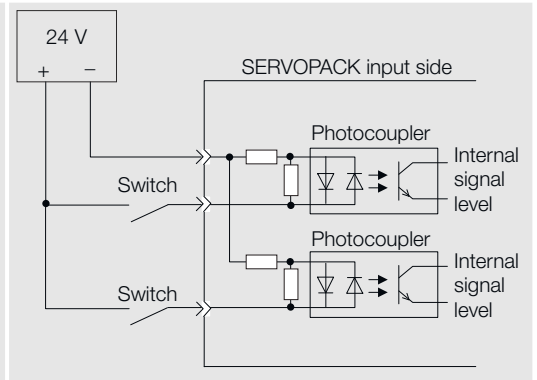 24 V
+ −
SERVOPACK input side
Photocoupler
Internal
signal
level
Switch
Photocoupler
Internal
signal
level
Switch